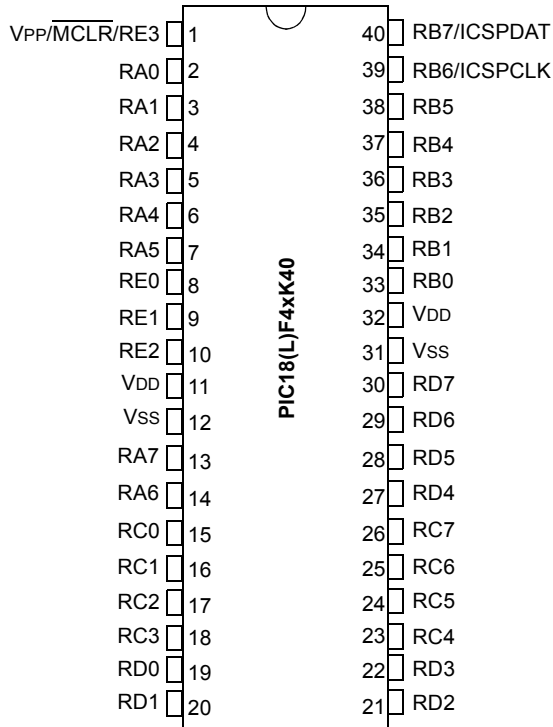 VPP/MCLR/RE3 1 40 RB7/ICSPDAT
RA0 2 39 RB6/ICSPCLK
RA1 3 38 RB5
RA2 4 37 RB4
RA3 5 36 RB3
RA4 6 35 RB2
RA5 7 34 RB1
RE0 8 33 RB0
RE1 9 32 VDD
RE2 10 31 VSS
VDD 11 30 RD7
VSS 12 29 RD6
RA7 13 28 RD5
RA6 14 27 RD4
RC0 15 26 RC7
RC1 16 25 RC6
RC2 17 24 RC5
RC3 18 23 RC4
RD0 19 22 RD3
RD1 20 21 RD2
PIC18(L)F4xK40